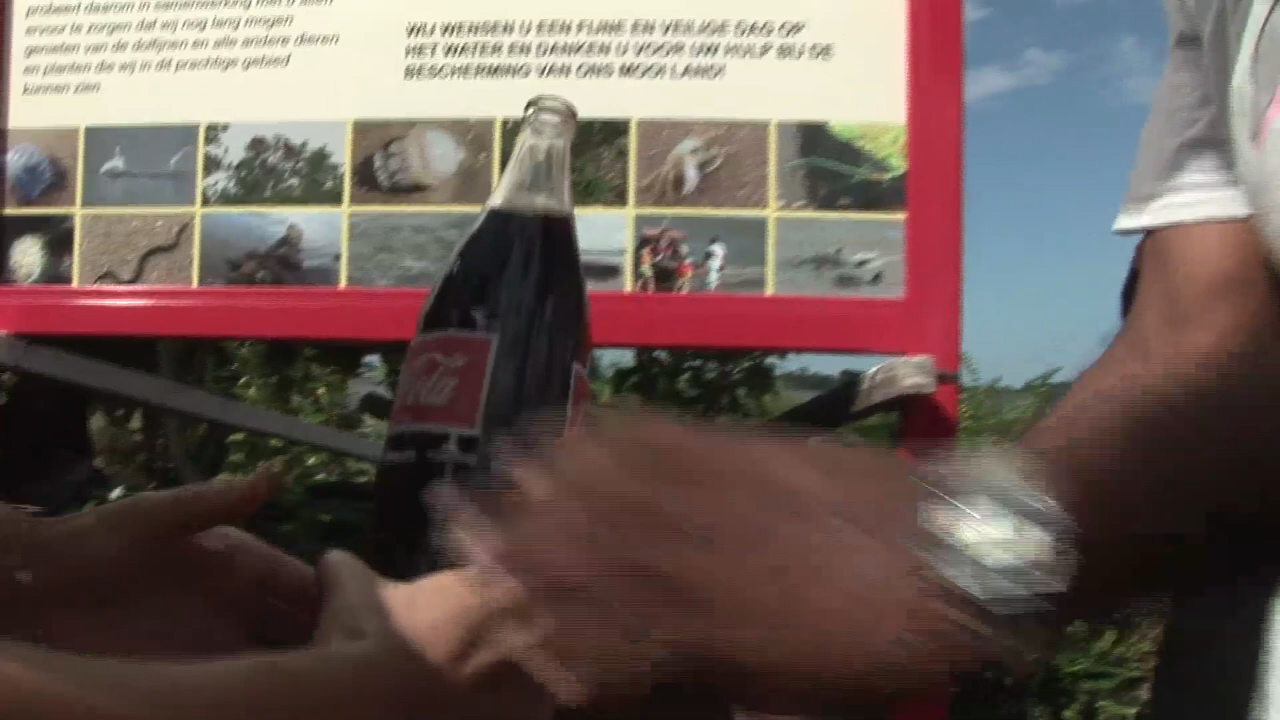 probeert daarom in samenwerking met u allen
ervoor te zorgen dat wij nog lang mogen
genieten van de dolfijnen en alle andere dieren
en planten die wij in dit prachtige gebied
kunnen zien
WIJ WENSEN U EEN FIJNE EN VEILIGE DAG OP
HET WATER EN DANKEN U VOOR UW HULP BIJ DE
BESCHERMING VAN ONS MOOI LAND!
Cola